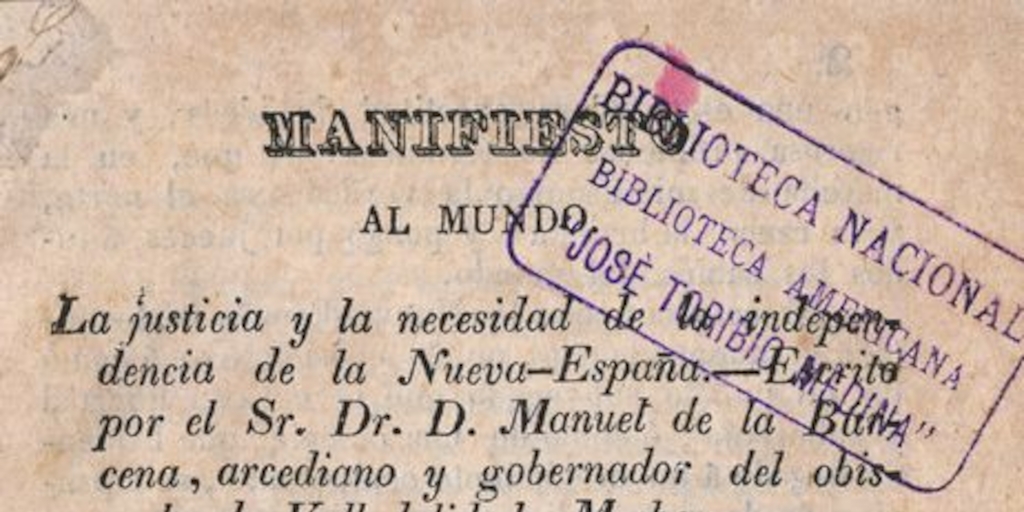 MANIFIESTO
AL MUNDO.
La justicia y la necesidad de la indepen-
dencia de la Nueva-España.—Escrito
por el Sr. Dr. D. Manuel de la Bár-
cena, arcediano y gobernador del obis-
BIBLIOTECA NACIONAL
BIBLIOTECA AMERICANA
"JOSÉ TORIBIO MEDINA"